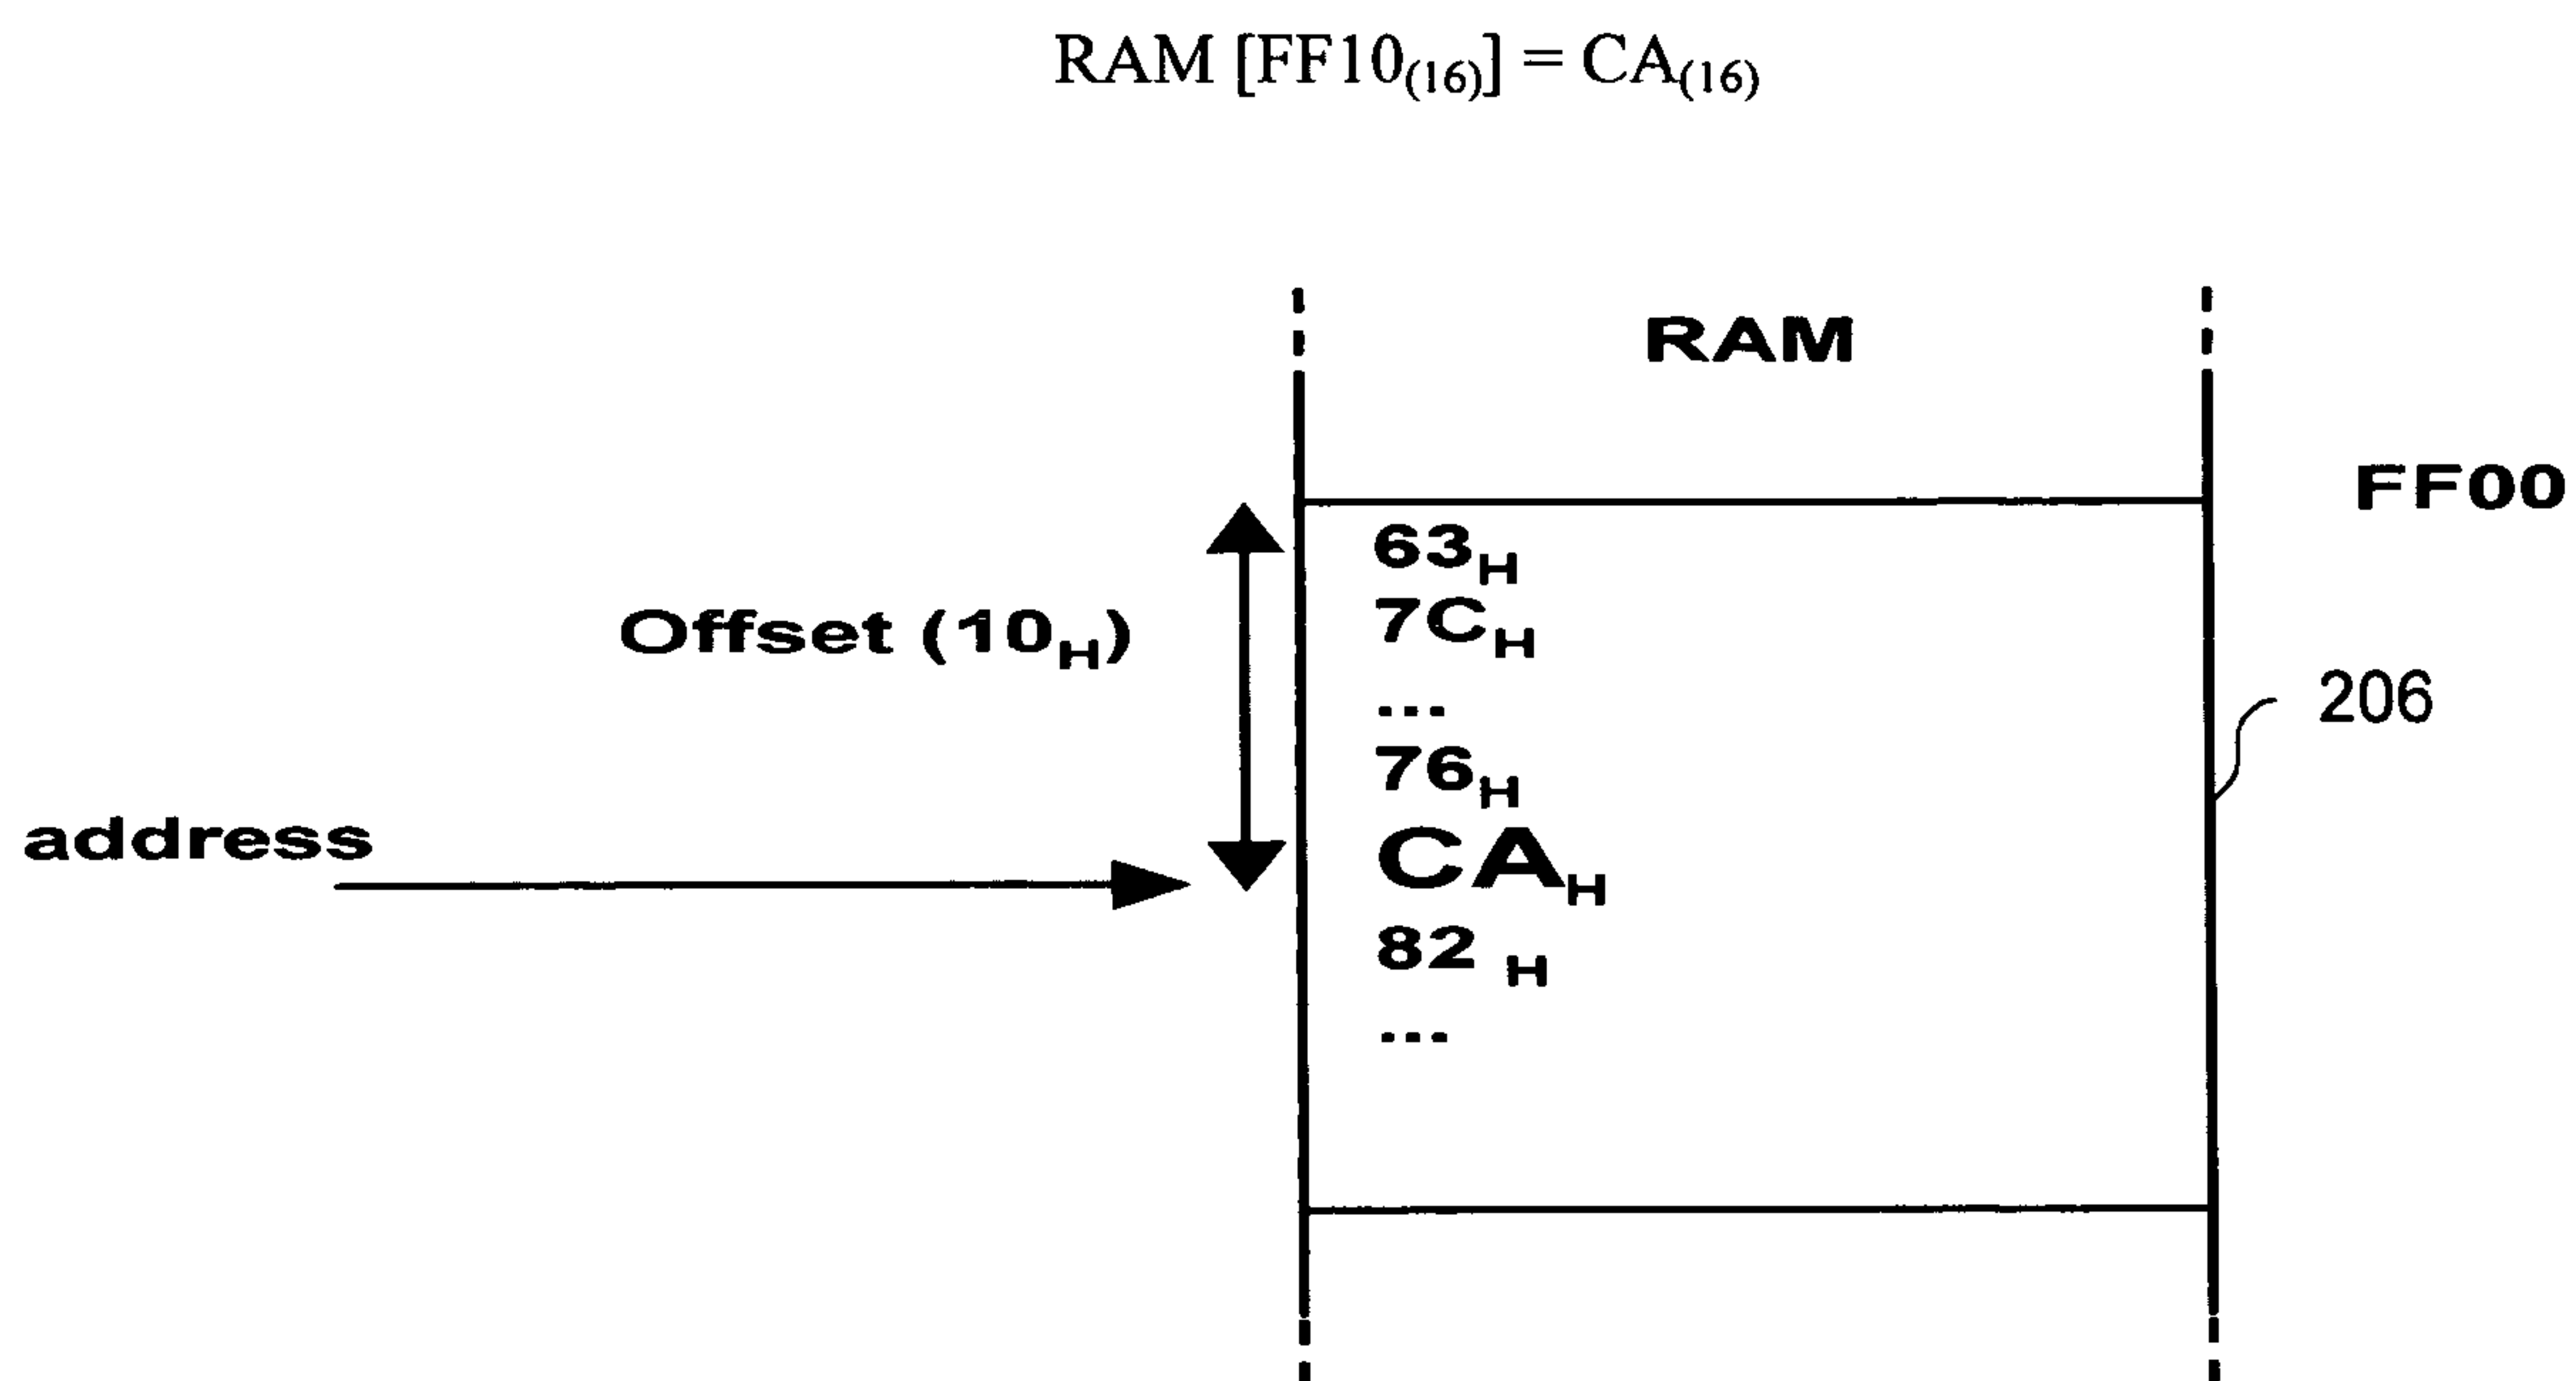 RAM [FF10(16)] = CA(16)
RAM
FF00
63H
Offset (10H)
7CH
...
206
76H
address
CAH
82 H
...